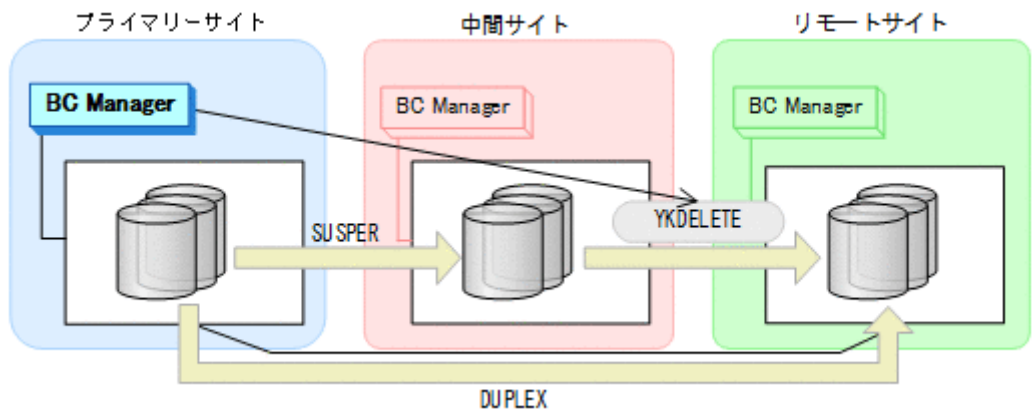 プライマリーサイト
中間サイト
リモートサイト
BC Manager
BC Manager
BC Manager
SUSPER
YKDELETE
DUPLEX